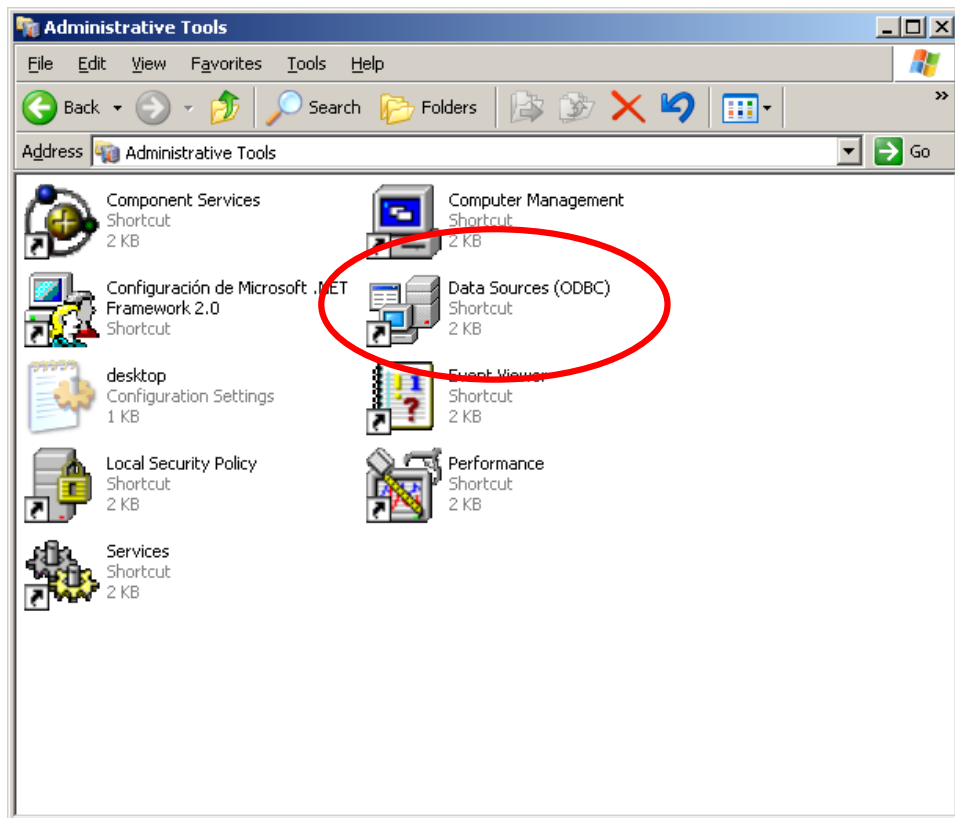 Administrative Tools
File Edit View Favorites Tools Help
Back Search Folders »
Address Administrative Tools Go
Component Services
Shortcut
2 KB
Computer Management
Shortcut
2 KB
Configuración de Microsoft .NET
Framework 2.0
Shortcut
Data Sources (ODBC)
Shortcut
2 KB
desktop
Configuration Settings
1 KB
Event Viewer
Shortcut
2 KB
Local Security Policy
Shortcut
2 KB
Performance
Shortcut
2 KB
Services
Shortcut
2 KB